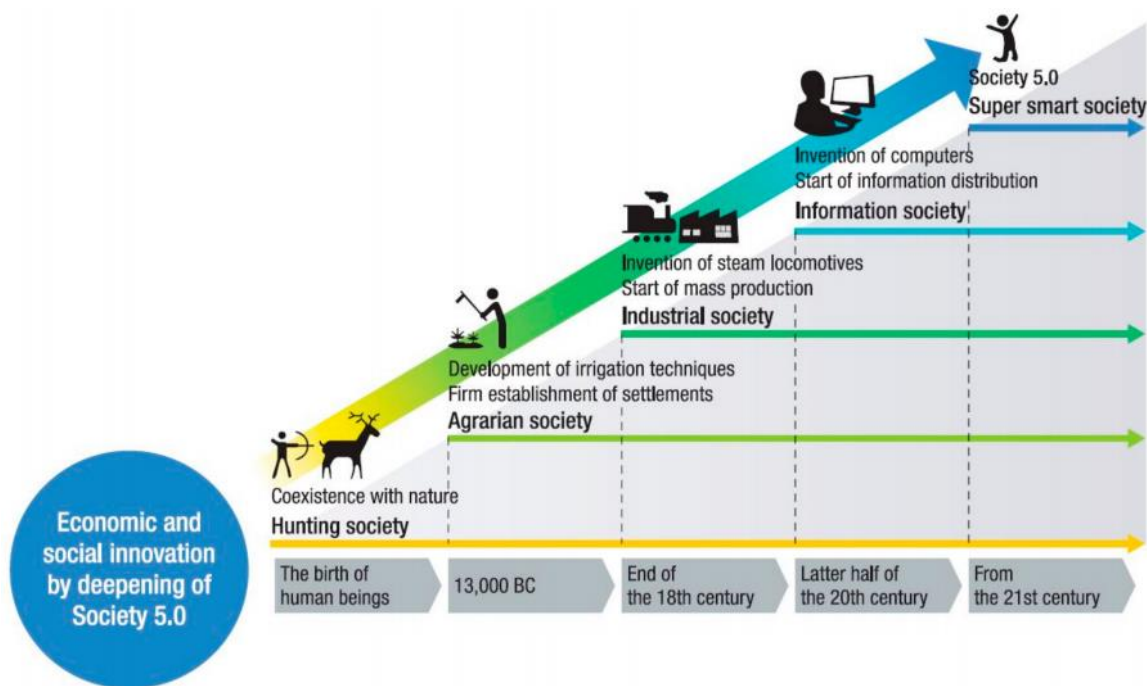 Society 5.0
Super smart society
Invention of computers
Start of information distribution
Information society
Invention of steam locomotives
Start of mass production
Industrial society
Development of irrigation techniques
Firm establishment of settlements
Agrarian society
Coexistence with nature
Hunting society
Economic and
social innovation
by deepening of
Society 5.0
The birth of
human beings
13,000 BC
End of
the 18th century
Latter half of
the 20th century
From
the 21st century